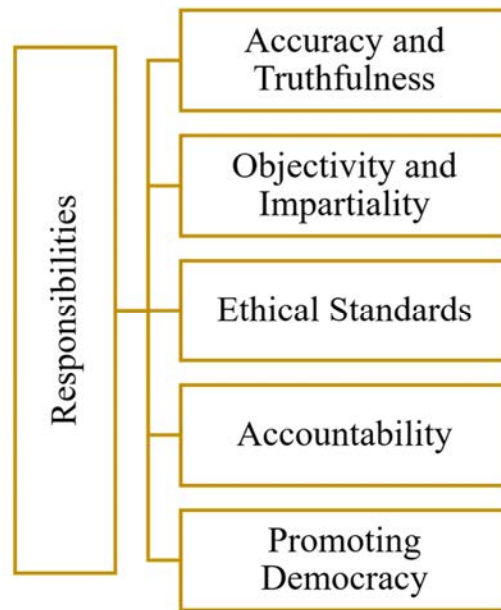 Responsibilities
Accuracy and
Truthfulness
Objectivity and
Impartiality
Ethical Standards
Accountability
Promoting
Democracy